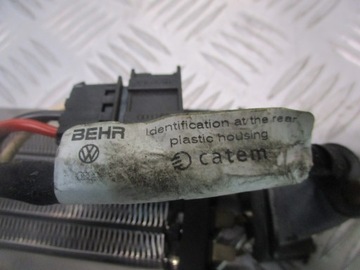 BEHR
Identification at the rear
plastic housing
catem